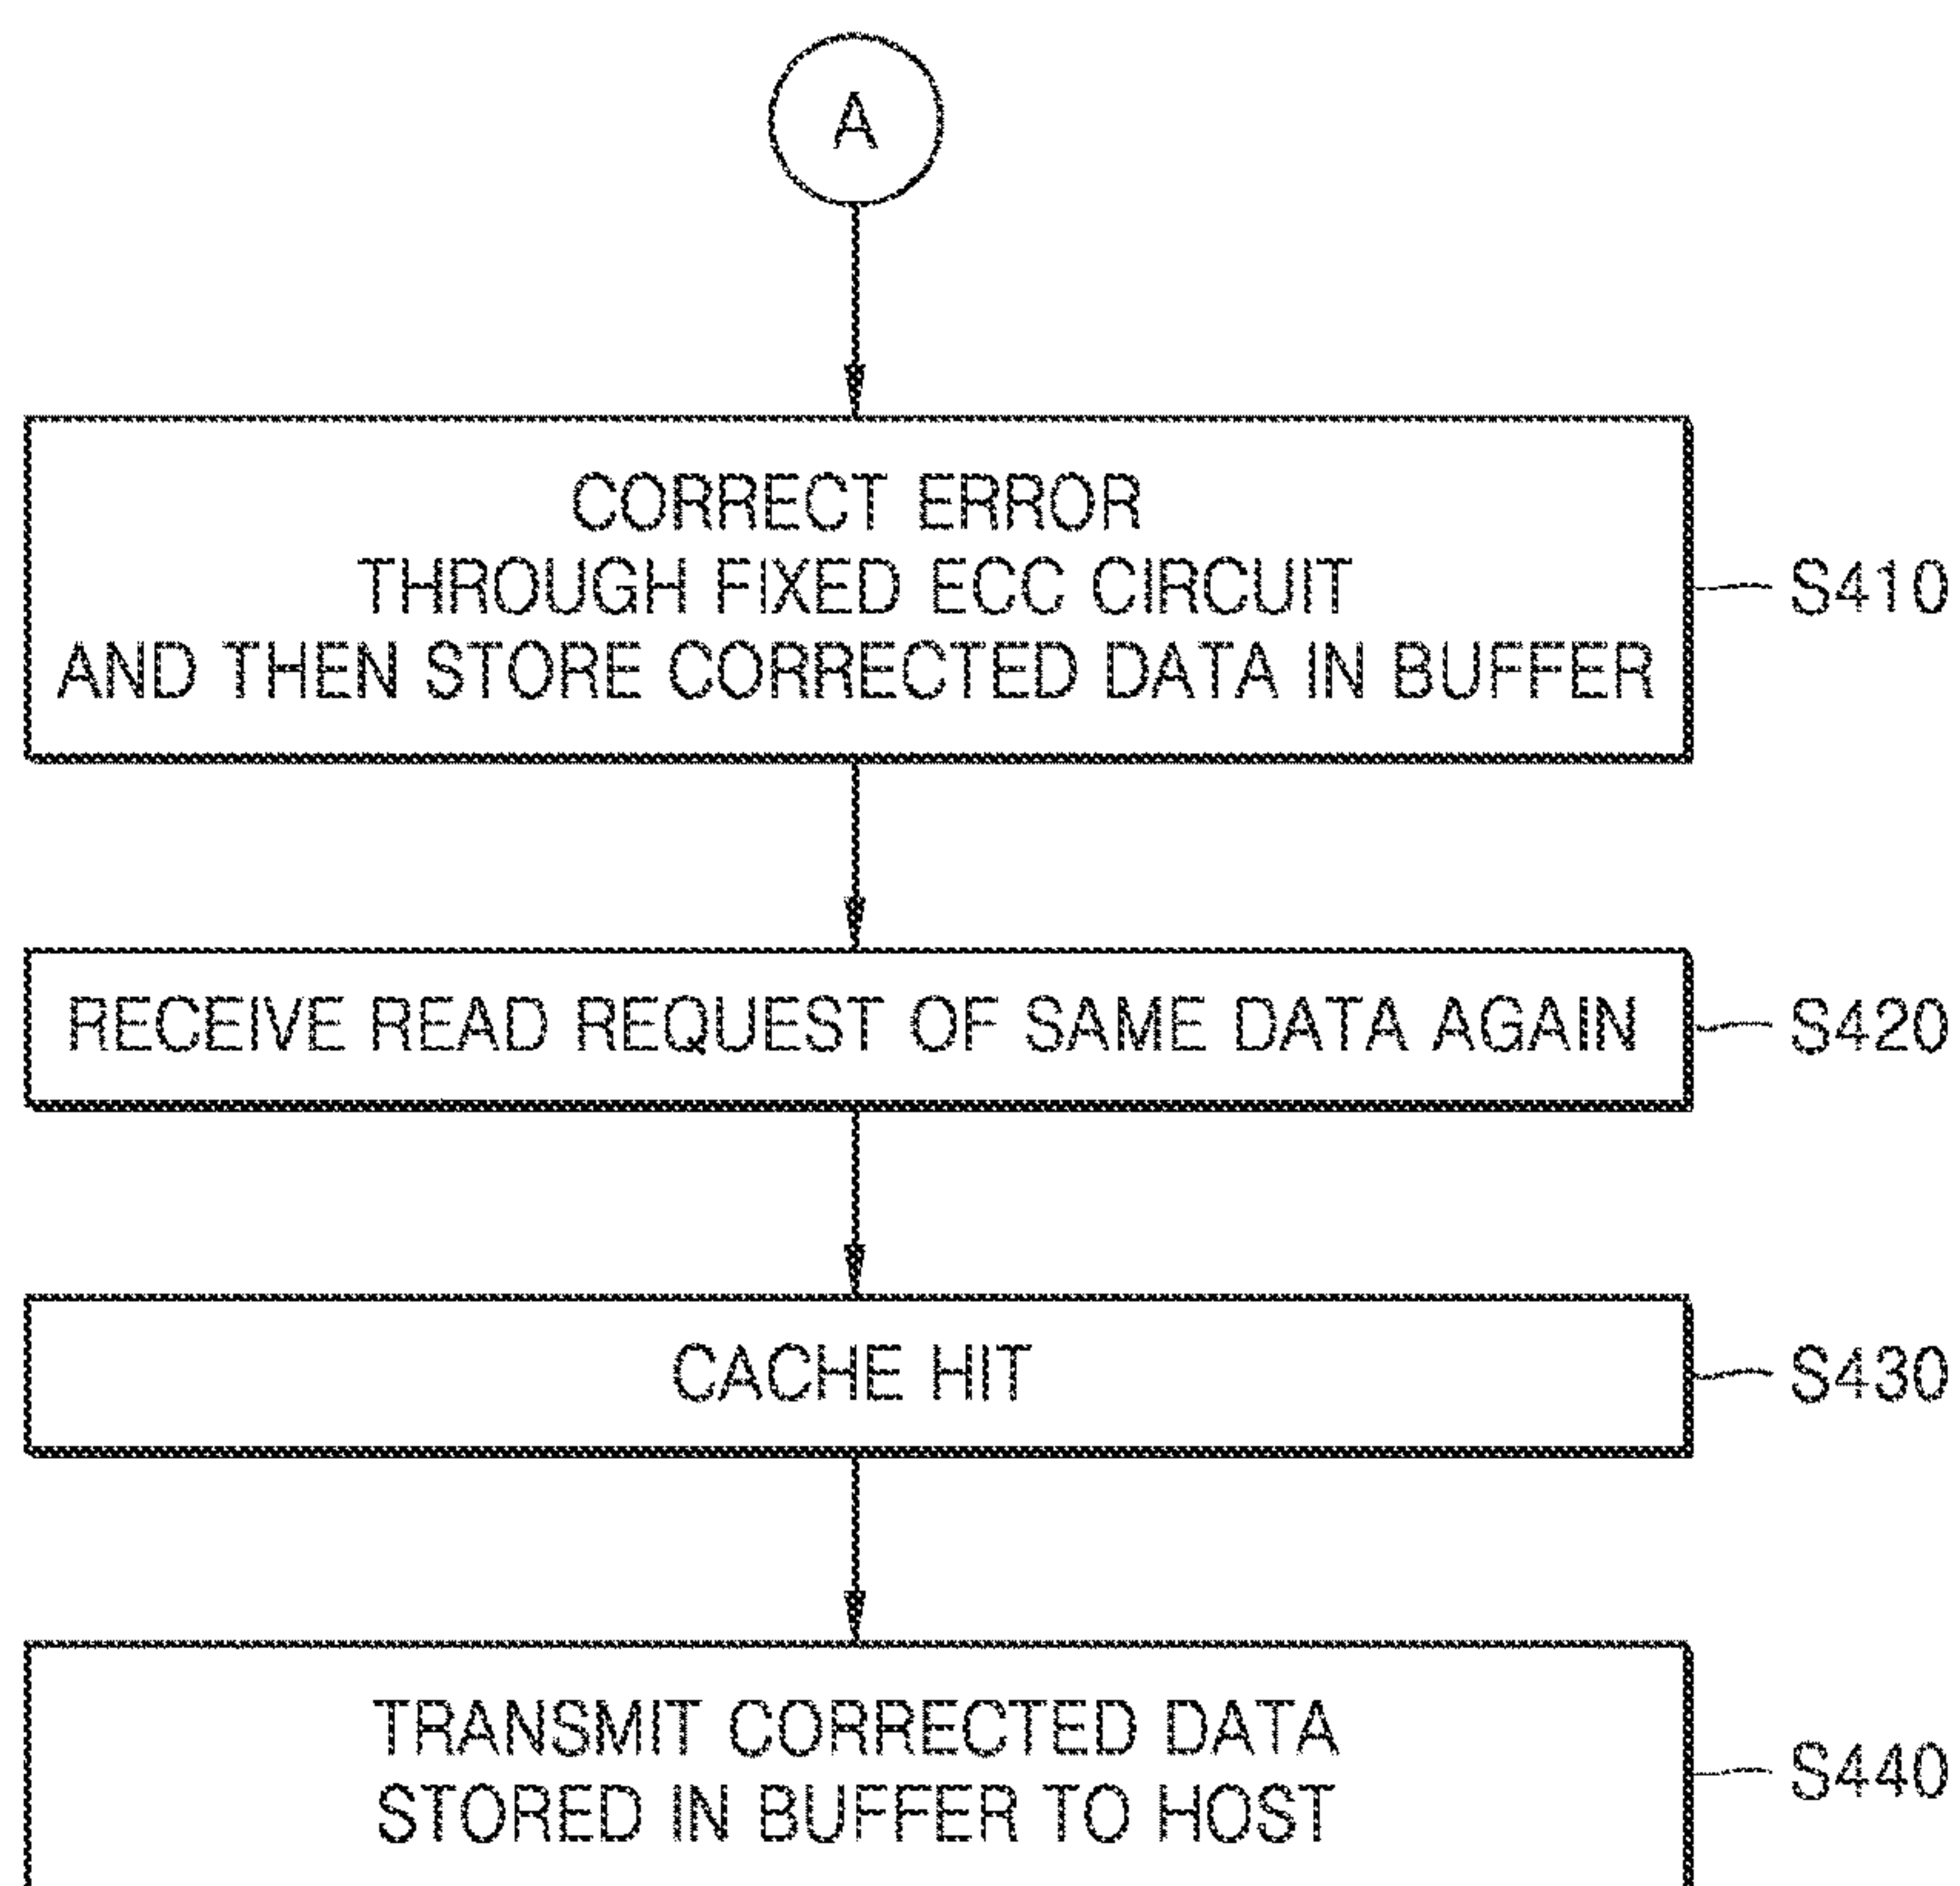 A
CORRECT ERROR
THROUGH FIXED ECC CIRCUIT
AND THEN STORE CORRECTED DATA IN BUFFER
S410
RECEIVE READ REQUEST OF SAME DATA AGAIN
S420
CACHE HIT
S430
TRANSMIT CORRECTED DATA
STORED IN BUFFER TO HOST
S440